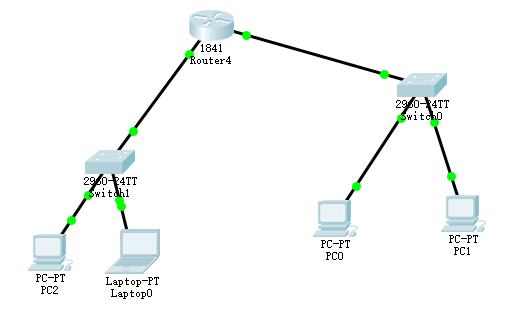 1841
Router4
2960-24TT
Switch0
2960-24TT
Switch1
PC-PT
PC0
PC-PT
PC1
PC-PT
PC2
Laptop-PT
Laptop0